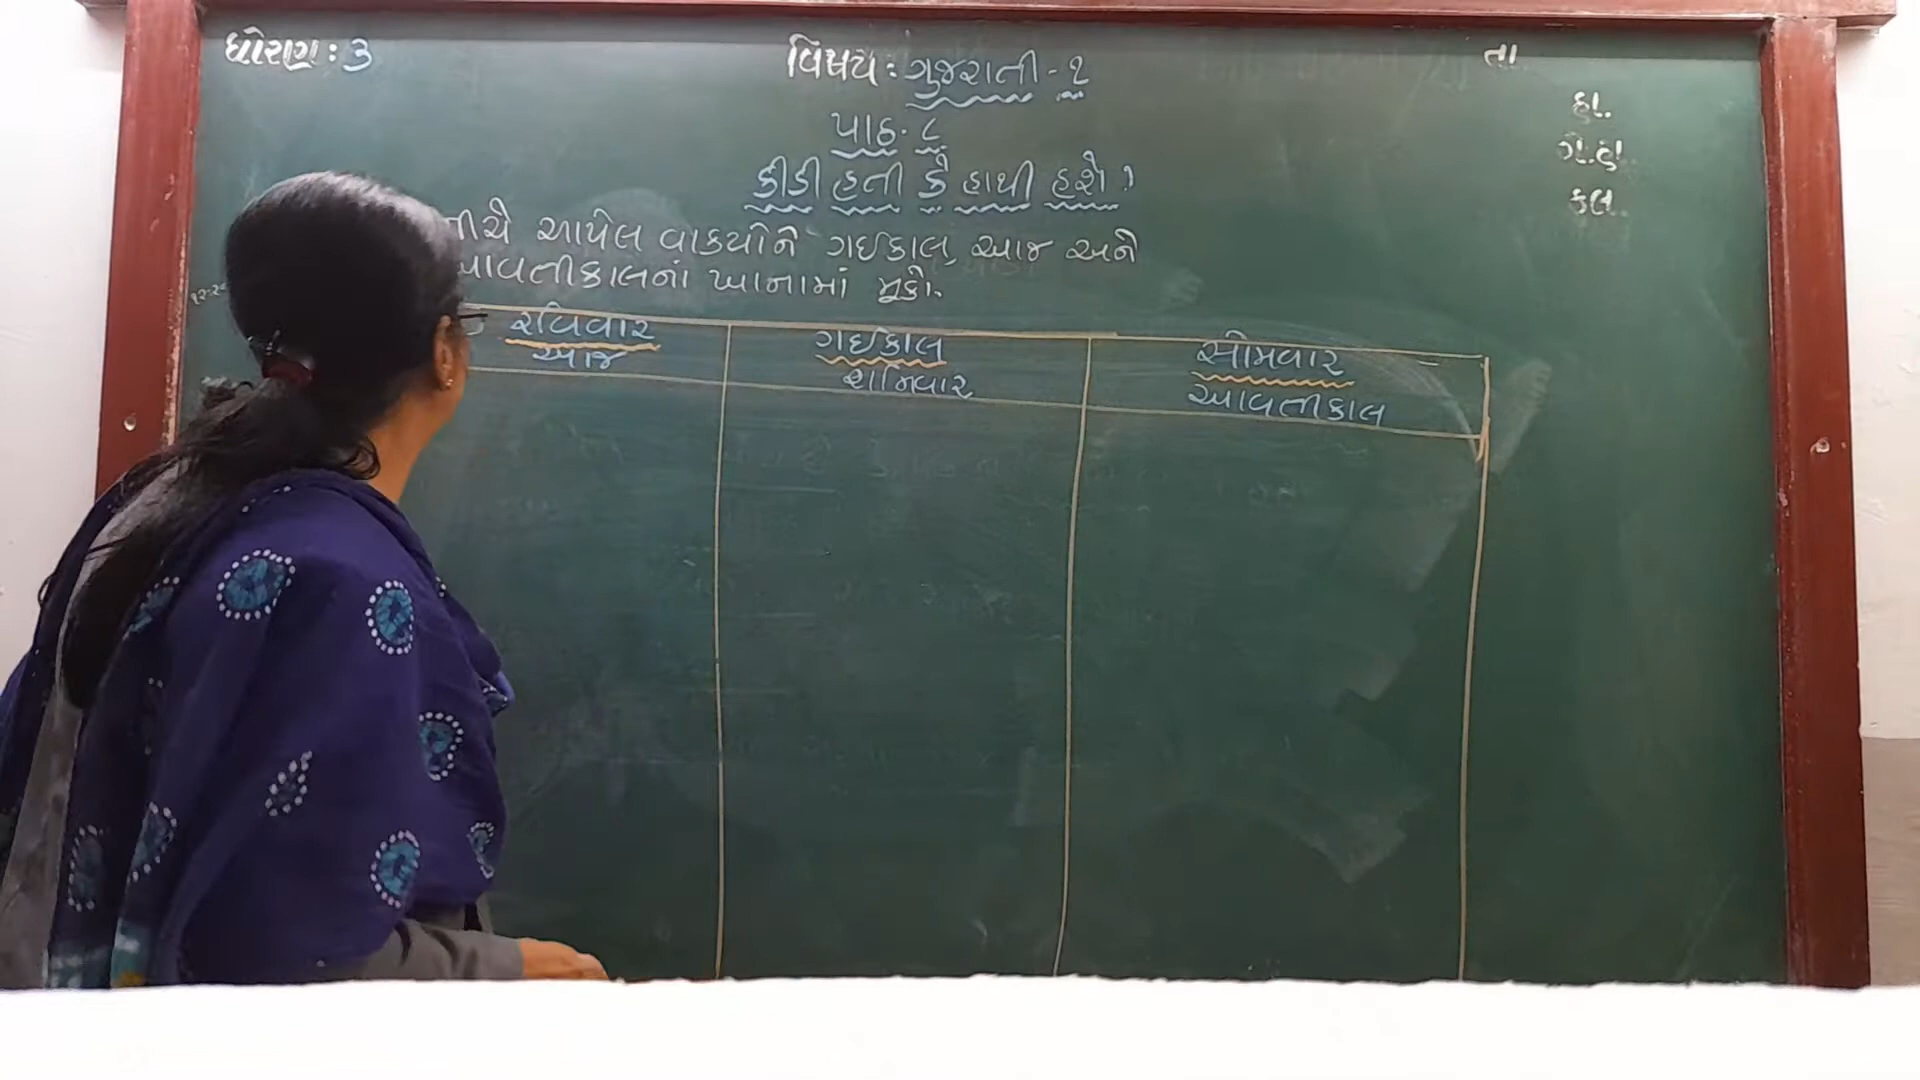 ધોરણ : ૩
વિષય : ગુજરાતી - ૧
તા.
હા.
ગે.હા.
કુલ.
પાઠ - ૮
કીડી હતી કે હાથી હશે !
નીચે આપેલ વાક્યોને ગઈકાલ, આજ અને
આવતીકાલનાં ખાનામાં મૂકો.
રવિવાર
આજ
ગઈકાલ
શનિવાર
સોમવાર
આવતીકાલ